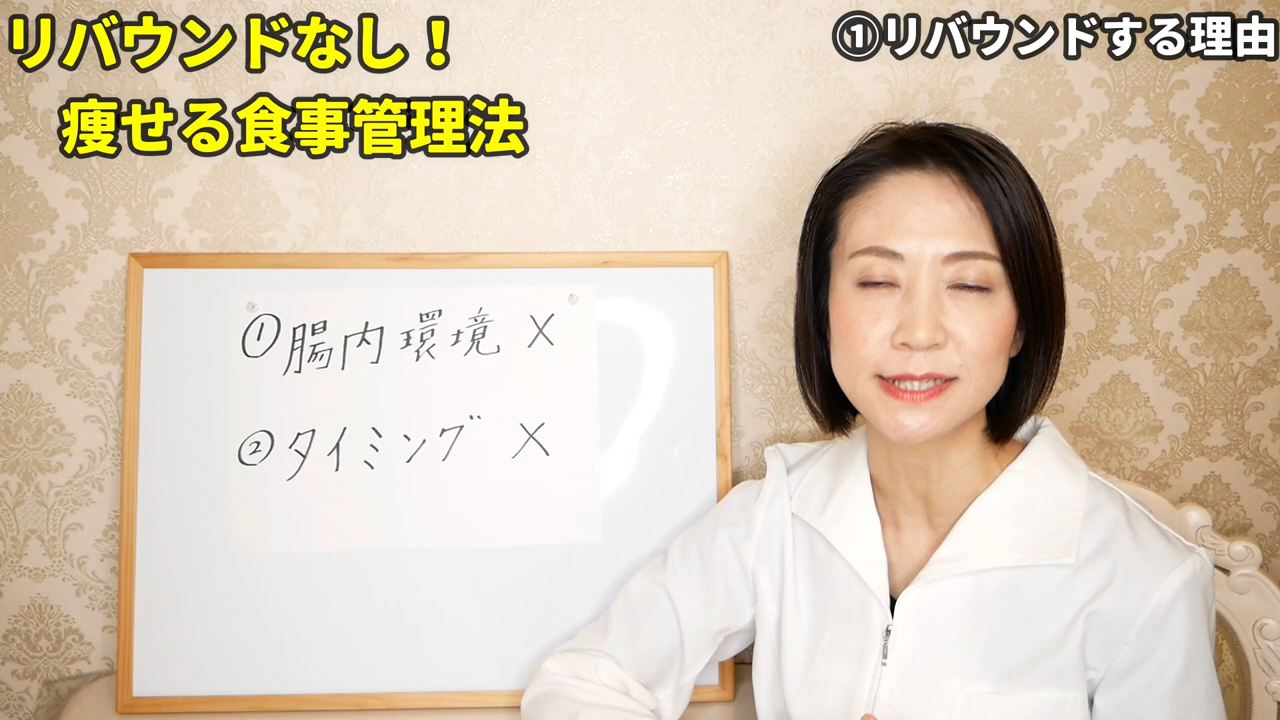 リバウンドなし！
痩せる食事管理法
①リバウンドする理由
①腸内環境 ×
②タイミング ×